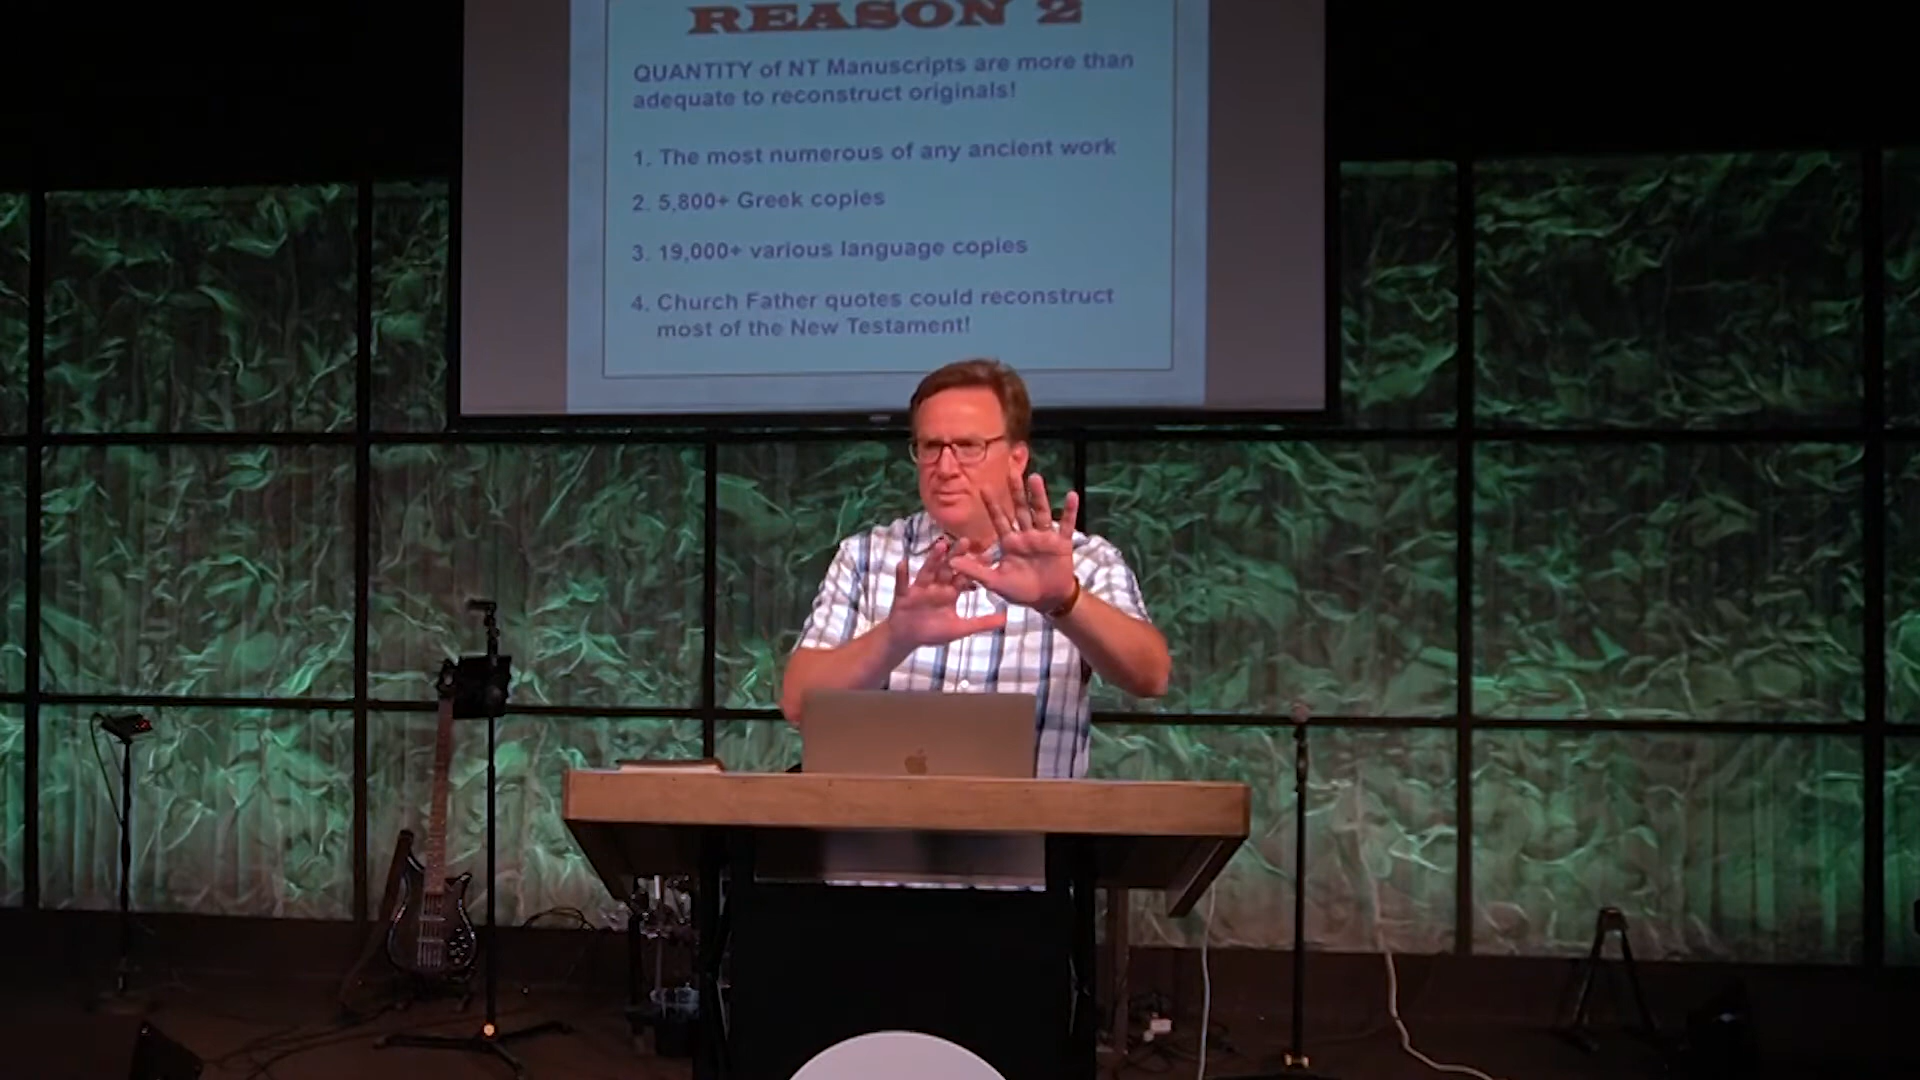 REASON 2
QUANTITY of NT Manuscripts are more than
adequate to reconstruct originals!
1. The most numerous of any ancient work
2. 5,800+ Greek copies
3. 19,000+ various language copies
4. Church Father quotes could reconstruct
most of the New Testament!